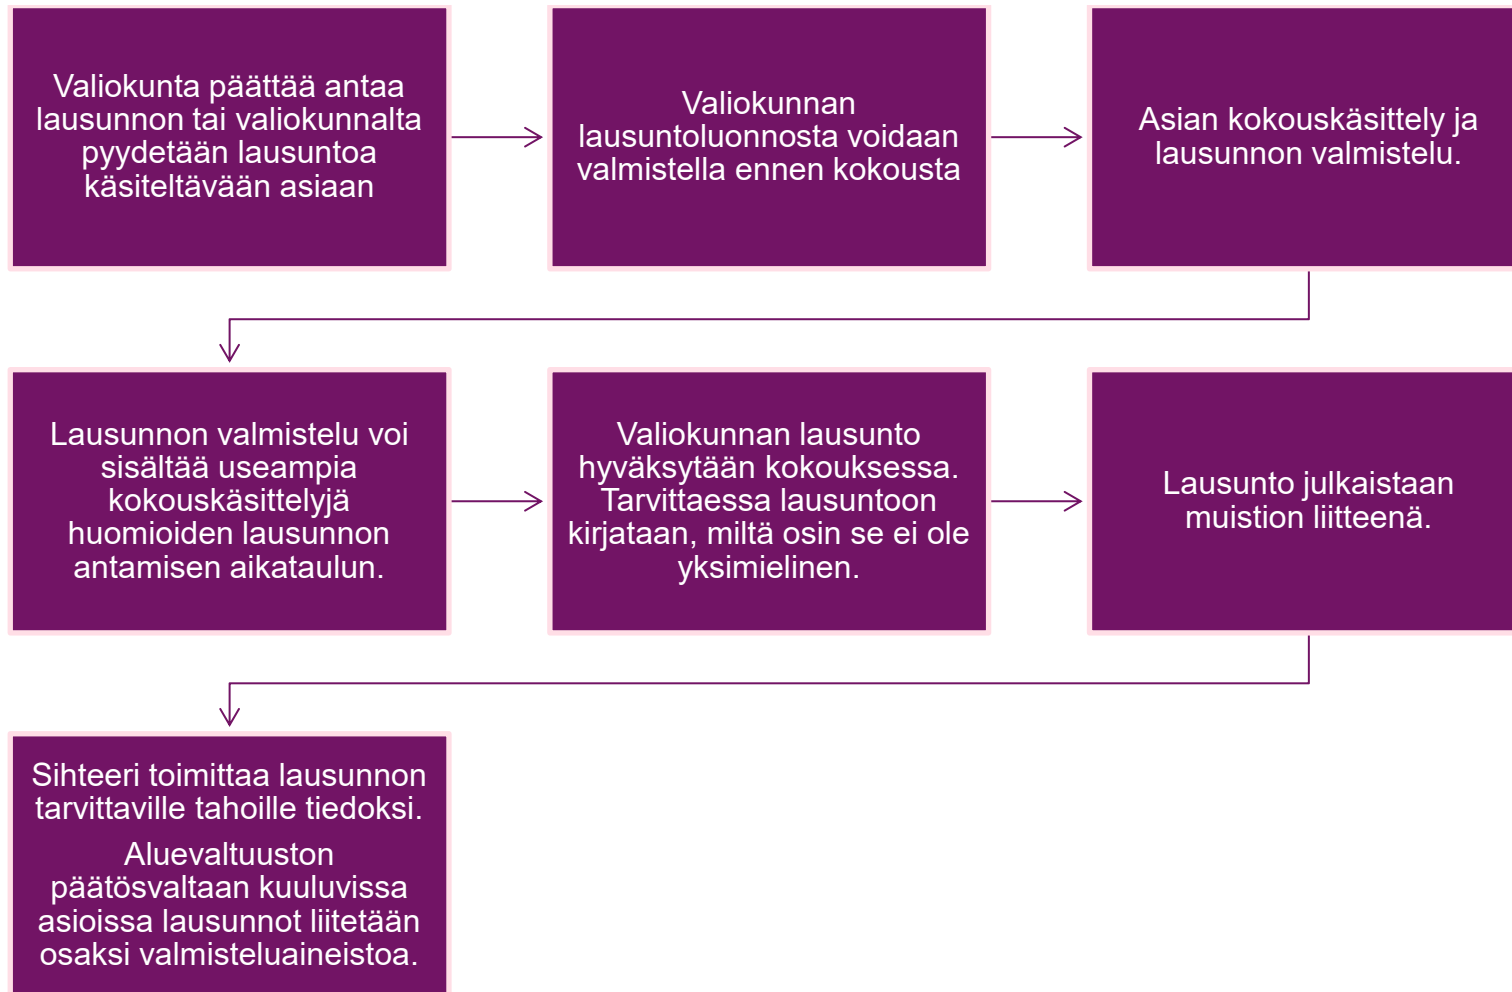 Valiokunta päättää antaa
lausunnon tai valiokunnalta
pyydetään lausuntoa
käsiteltävään asiaan
Valiokunnan
lausuntoluonnosta voidaan
valmistella ennen kokousta
Asian kokouskäsittely ja
lausunnon valmistelu.
Lausunnon valmistelu voi
sisältää useampia
kokouskäsittelyjä
huomioiden lausunnon
antamisen aikataulun.
Valiokunnan lausunto
hyväksytään kokouksessa.
Tarvittaessa lausuntoon
kirjataan, miltä osin se ei ole
yksimielinen.
Lausunto julkaistaan
muistion liitteenä.
Sihteeri toimittaa lausunnon
tarvittaville tahoille tiedoksi.
Aluevaltuuston
päätösvaltaan kuuluvissa
asioissa lausunnot liitetään
osaksi valmisteluaineistoa.